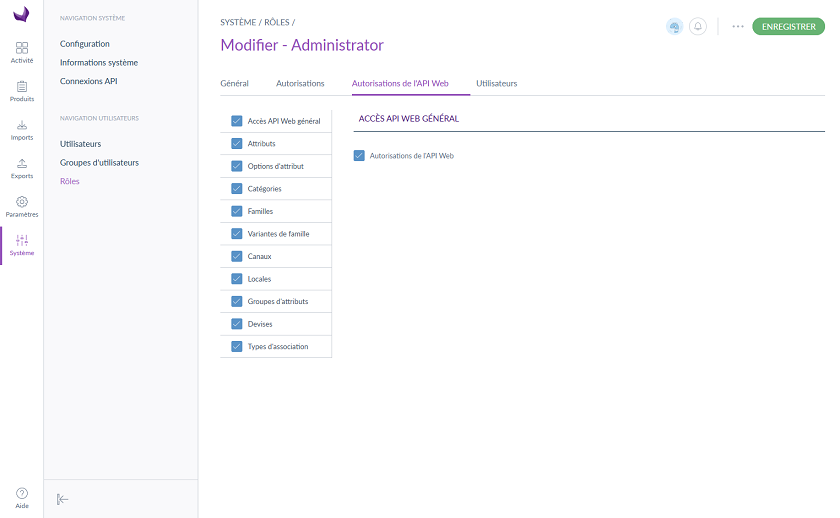 Activité
Produits
Imports
Exports
Paramètres
Système
Aide
NAVIGATION SYSTÈME
Configuration
Informations système
Connexions API
NAVIGATION UTILISATEURS
Utilisateurs
Groupes d'utilisateurs
Rôles
SYSTÈME / RÔLES /
Modifier - Administrator
ENREGISTRER
Général Autorisations Autorisations de l'API Web Utilisateurs
Accès API Web général
Attributs
Options d'attribut
Catégories
Familles
Variantes de famille
Canaux
Locales
Groupes d'attributs
Devises
Types d'association
ACCÈS API WEB GÉNÉRAL
Autorisations de l'API Web